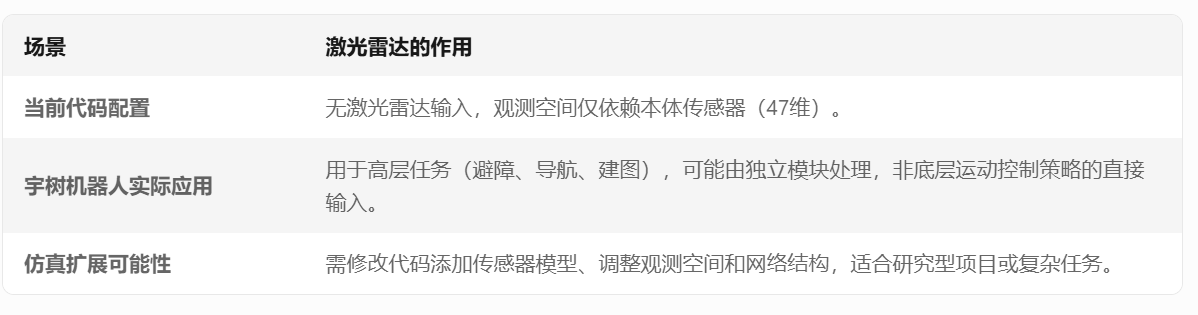 场景 激光雷达的作用
当前代码配置 无激光雷达输入，观测空间仅依赖本体传感器（47维）。
宇树机器人实际应用 用于高层任务（避障、导航、建图），可能由独立模块处理，非底层运动控制策略的直接
输入。
仿真扩展可能性 需修改代码添加传感器模型、调整观测空间和网络结构，适合研究型项目或复杂任务。